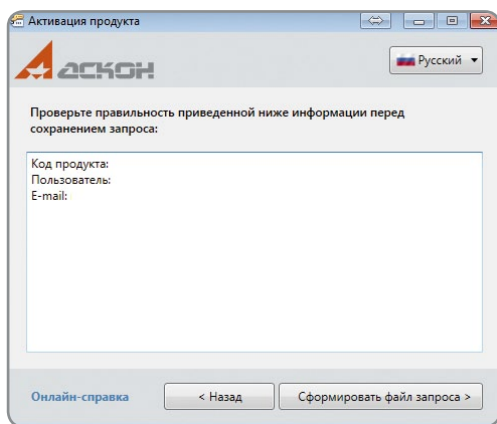 Активация продукта
АСКОН
Русский
Проверьте правильность приведенной ниже информации перед
сохранением запроса:
Код продукта:
Пользователь:
E-mail:
Онлайн-справка
< Назад
Сформировать файл запроса >